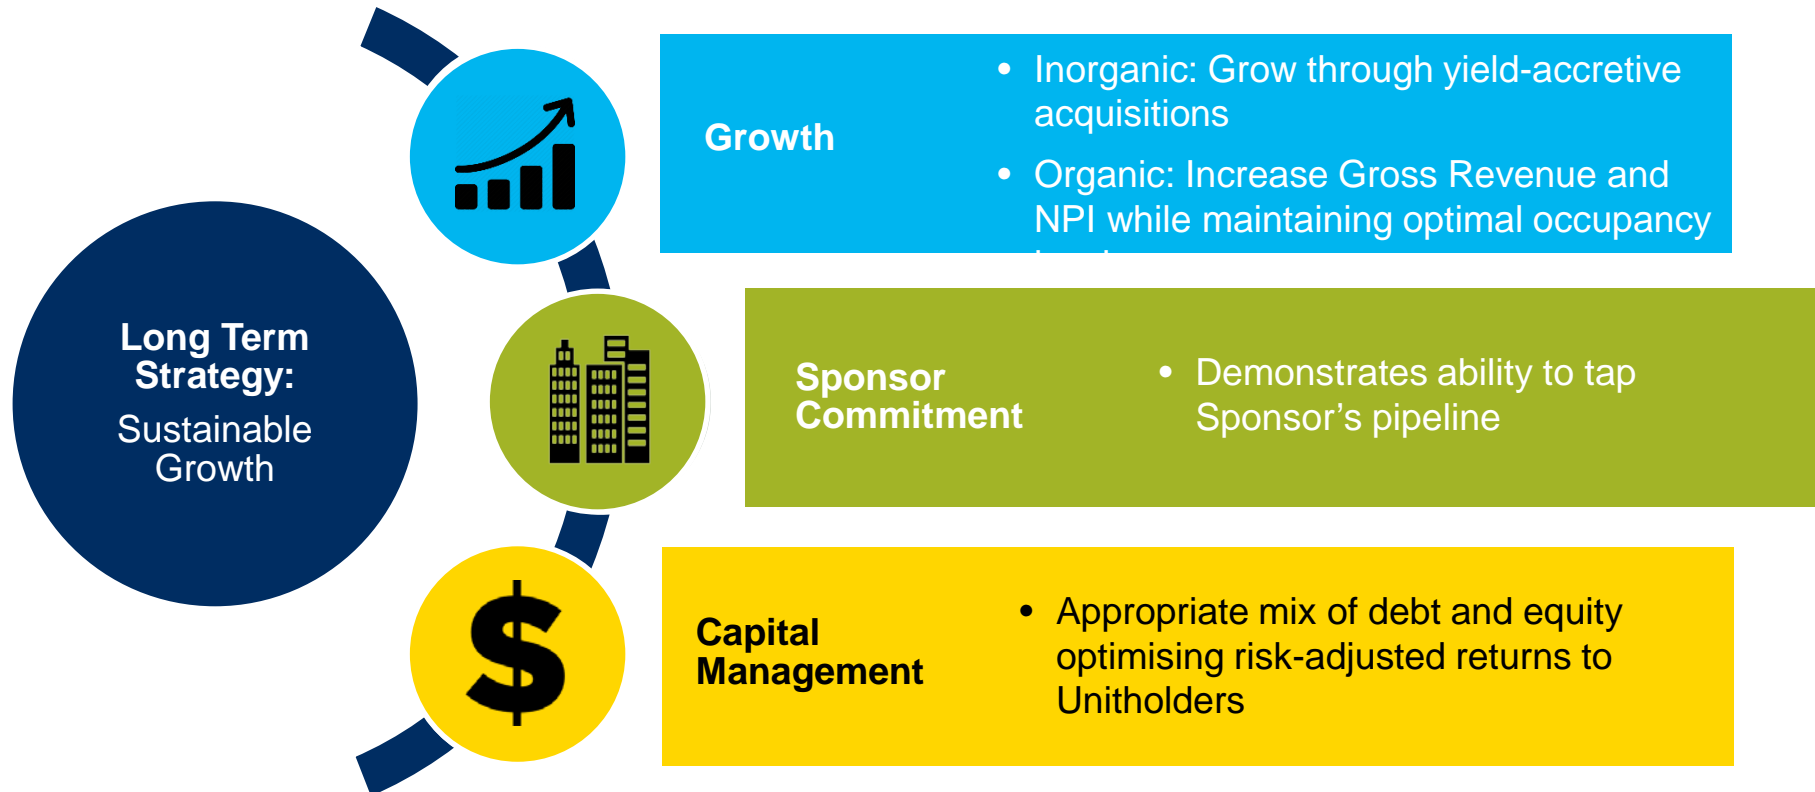 Long Term
Strategy:
Sustainable
Growth
Growth
• Inorganic: Grow through yield-accretive
acquisitions
• Organic: Increase Gross Revenue and
NPI while maintaining optimal occupancy
Sponsor
Commitment
• Demonstrates ability to tap
Sponsor’s pipeline
Capital
Management
• Appropriate mix of debt and equity
optimising risk-adjusted returns to
Unitholders